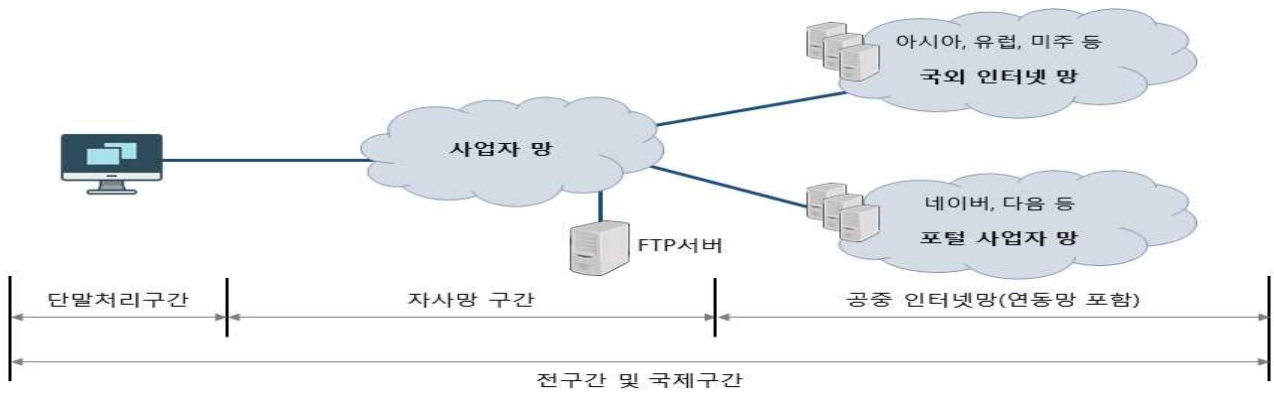 아시아, 유럽, 미주 등
국외 인터넷 망
사업자 망
네이버, 다음 등
포털 사업자 망
FTP서버
단말처리구간
자사망 구간
공중 인터넷망(연동망 포함)
전구간 및 국제구간